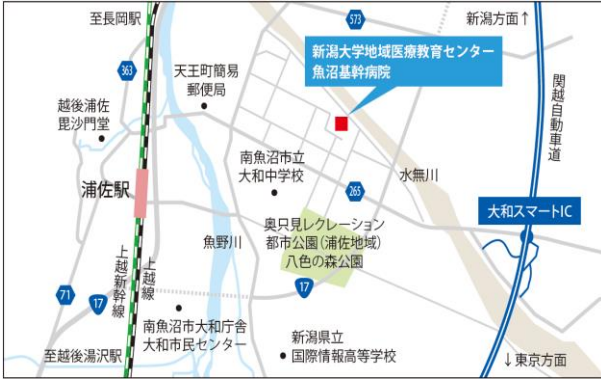 至長岡駅
573
新潟方面↑
新潟大学地域医療教育センター
魚沼基幹病院
363
天王町簡易
郵便局
関越自動車道
越後浦佐
毘沙門堂
南魚沼市立
大和中学校
水無川
265
浦佐駅
大和スマートIC
奥只見レクレーション
都市公園(浦佐地域)
八色の森公園
魚野川
上越新幹線
上越線
71
17
17
南魚沼市大和庁舎
大和市民センター
新潟県立
国際情報高等学校
至越後湯沢駅
↓東京方面